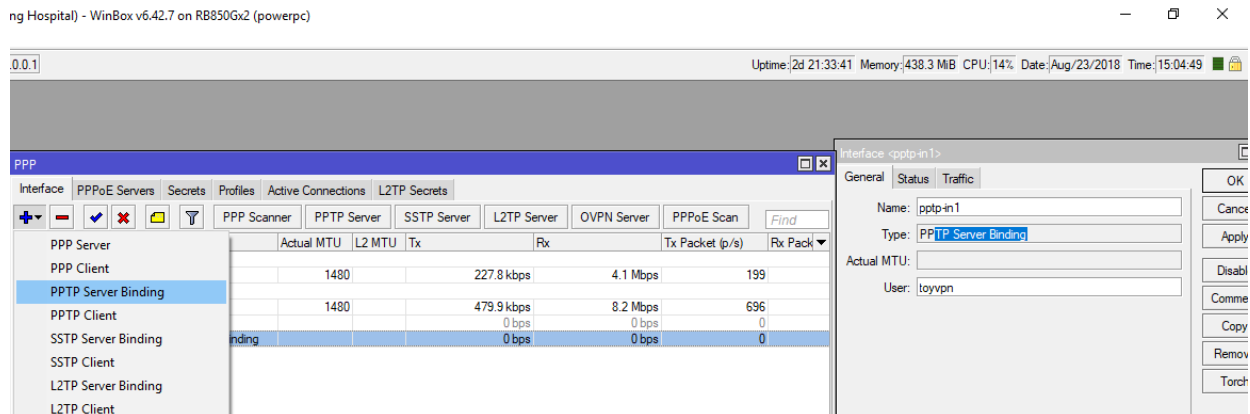 ng Hospital) - WinBox v6.42.7 on RB850Gx2 (powerpc)
.0.0.1 Uptime: 2d 21:33:41 Memory: 438.3 MiB CPU: 14% Date: Aug/23/2018 Time: 15:04:49
PPP
Interface PPPoE Servers Secrets Profiles Active Connections L2TP Secrets
PPP Scanner PPTP Server SSTP Server L2TP Server OVPN Server PPPoE Scan Find
Actual MTU L2 MTU Tx Rx Tx Packet (p/s) Rx Pack
1480 227.8 kbps 4.1 Mbps 199
1480 479.9 kbps 8.2 Mbps 696
0 bps 0 bps 0
nding 0 bps 0 bps 0
PPP Server
PPP Client
PPTP Server Binding
PPTP Client
SSTP Server Binding
SSTP Client
L2TP Server Binding
L2TP Client
Interface <pptp-in1>
General Status Traffic
Name: pptp-in1
Type: PPTP Server Binding
Actual MTU:
User: toyvpn
OK
Cance
Apply
Disabl
Comme
Copy
Remov
Torch